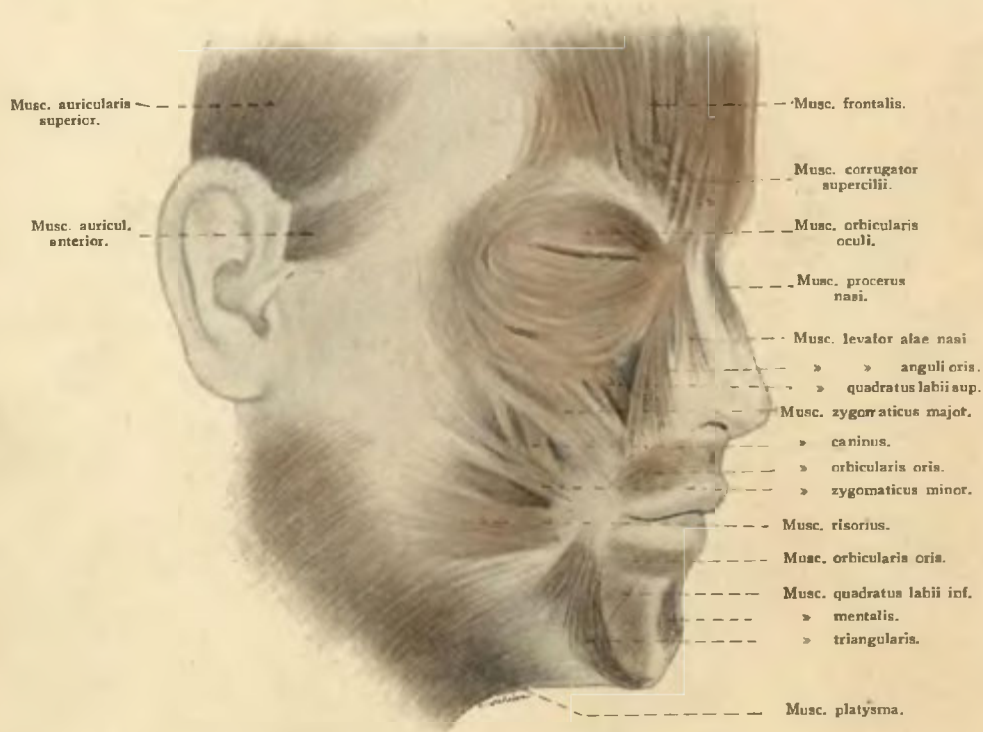 Musc. auricularis
superior.
Musc. auricul.
anterior.
Musc. frontalis.
Musc. corrugator
supercilii
Musc. orbicularis
oculi.
Musc. procerus
nasi.
Musc. levator alae nasi
» » anguli oris.
» quadratus labii sup.
Musc. zygomaticus major.
» caninus.
» orbicularis oris.
» zygomaticus minor.
Musc. risorius.
Musc. orbicularis oris.
Musc. quadratus labii inf.
» mentalis.
» triangularis.
Musc. platysma.